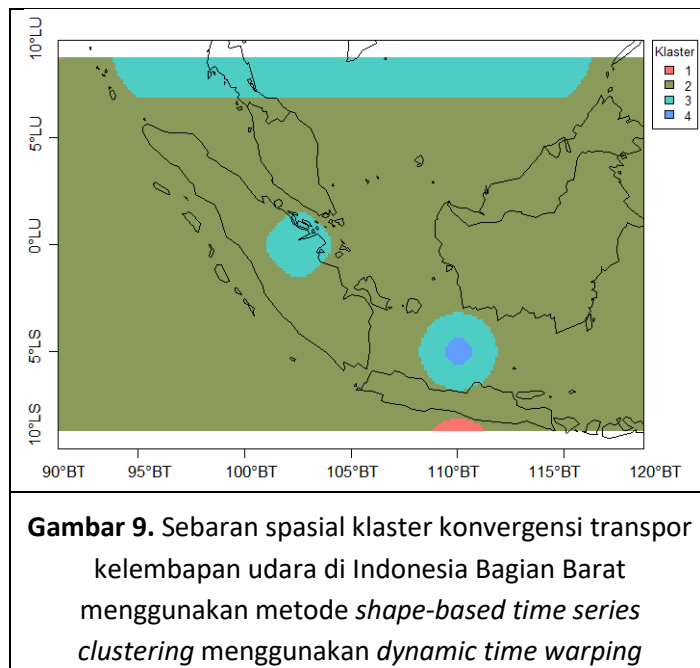 10°LU
5°LU
0°LU
5°LS
10°LS
90°BT 95°BT 100°BT 105°BT 110°BT 115°BT 120°BT
Klaster
1
2
3
4
Gambar 9. Sebaran spasial klaster konvergensi transpor
kelembapan udara di Indonesia Bagian Barat
menggunakan metode shape-based time series
clustering menggunakan dynamic time warping